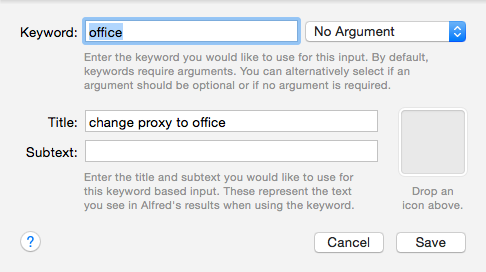 Keyword: office No Argument
Enter the keyword you would like to use for this input. By default,
keywords require arguments. You can alternatively select if an
argument should be optional or if no argument is required.
Title: change proxy to office
Subtext:
Enter the title and subtext you would like to use for
this keyword based input. These represent the text
you see in Alfred's results when using the keyword.
Drop an
icon above.
? Cancel Save